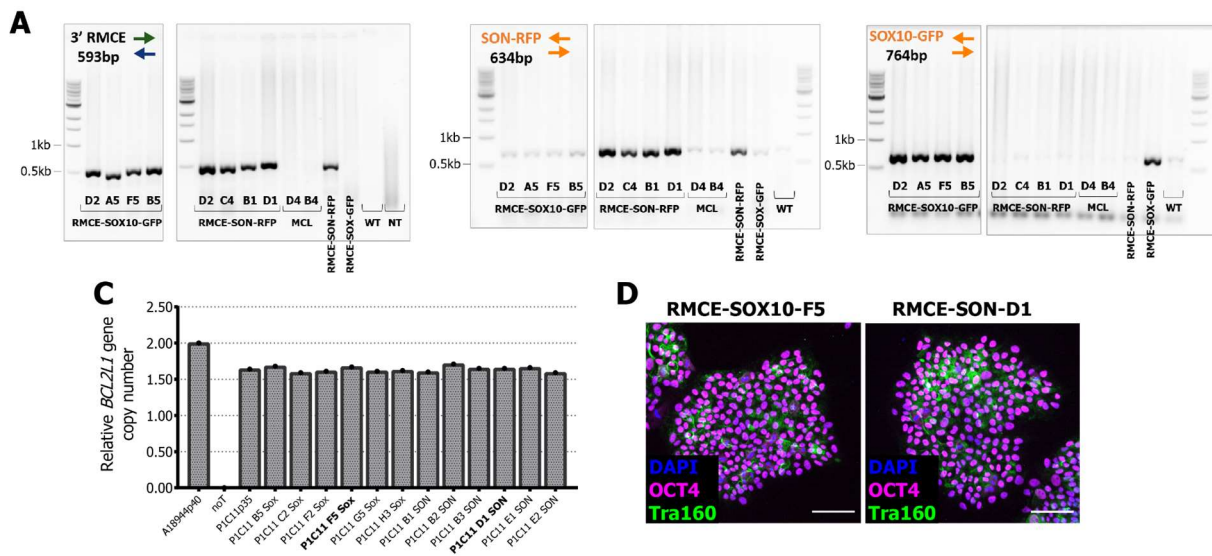 A
3' RMCE
593bp
1kb
0.5kb
D2 A5 F5 B5
RMCE-SOX10-GFP
D2 C4 B1 D1 D4 B4
RMCE-SON-RFP MCL RMCE-SON-RFP RMCE-SOX-GFP WT NT
SON-RFP
634bp
1kb
0.5kb
D2 A5 F5 B5
RMCE-SOX10-GFP
D2 C4 B1 D1 D4 B4
RMCE-SON-RFP MCL RMCE-SON-RFP RMCE-SOX-GFP WT
SOX10-GFP
764bp
1kb
0.5kb
D2 A5 F5 B5
RMCE-SOX10-GFP
D2 C4 B1 D1 D4 B4
RMCE-SON-RFP MCL RMCE-SON-RFP RMCE-SOX-GFP WT
C
Relative BCL2L1 gene
copy number
2.50
2.00
1.50
1.00
0.50
0.00
A18944p40
noT
P1C11p35
P1C11 B5 Sox
P1C11 C2 Sox
P1C11 F2 Sox
P1C11 F5 Sox
P1C11 G5 Sox
P1C11 H3 Sox
P1C11 B1 SON
P1C11 B2 SON
P1C11 B3 SON
P1C11 D1 SON
P1C11 E1 SON
P1C11 E2 SON
D
RMCE-SOX10-F5
DAPI
OCT4
Tra160
RMCE-SON-D1
DAPI
OCT4
Tra160